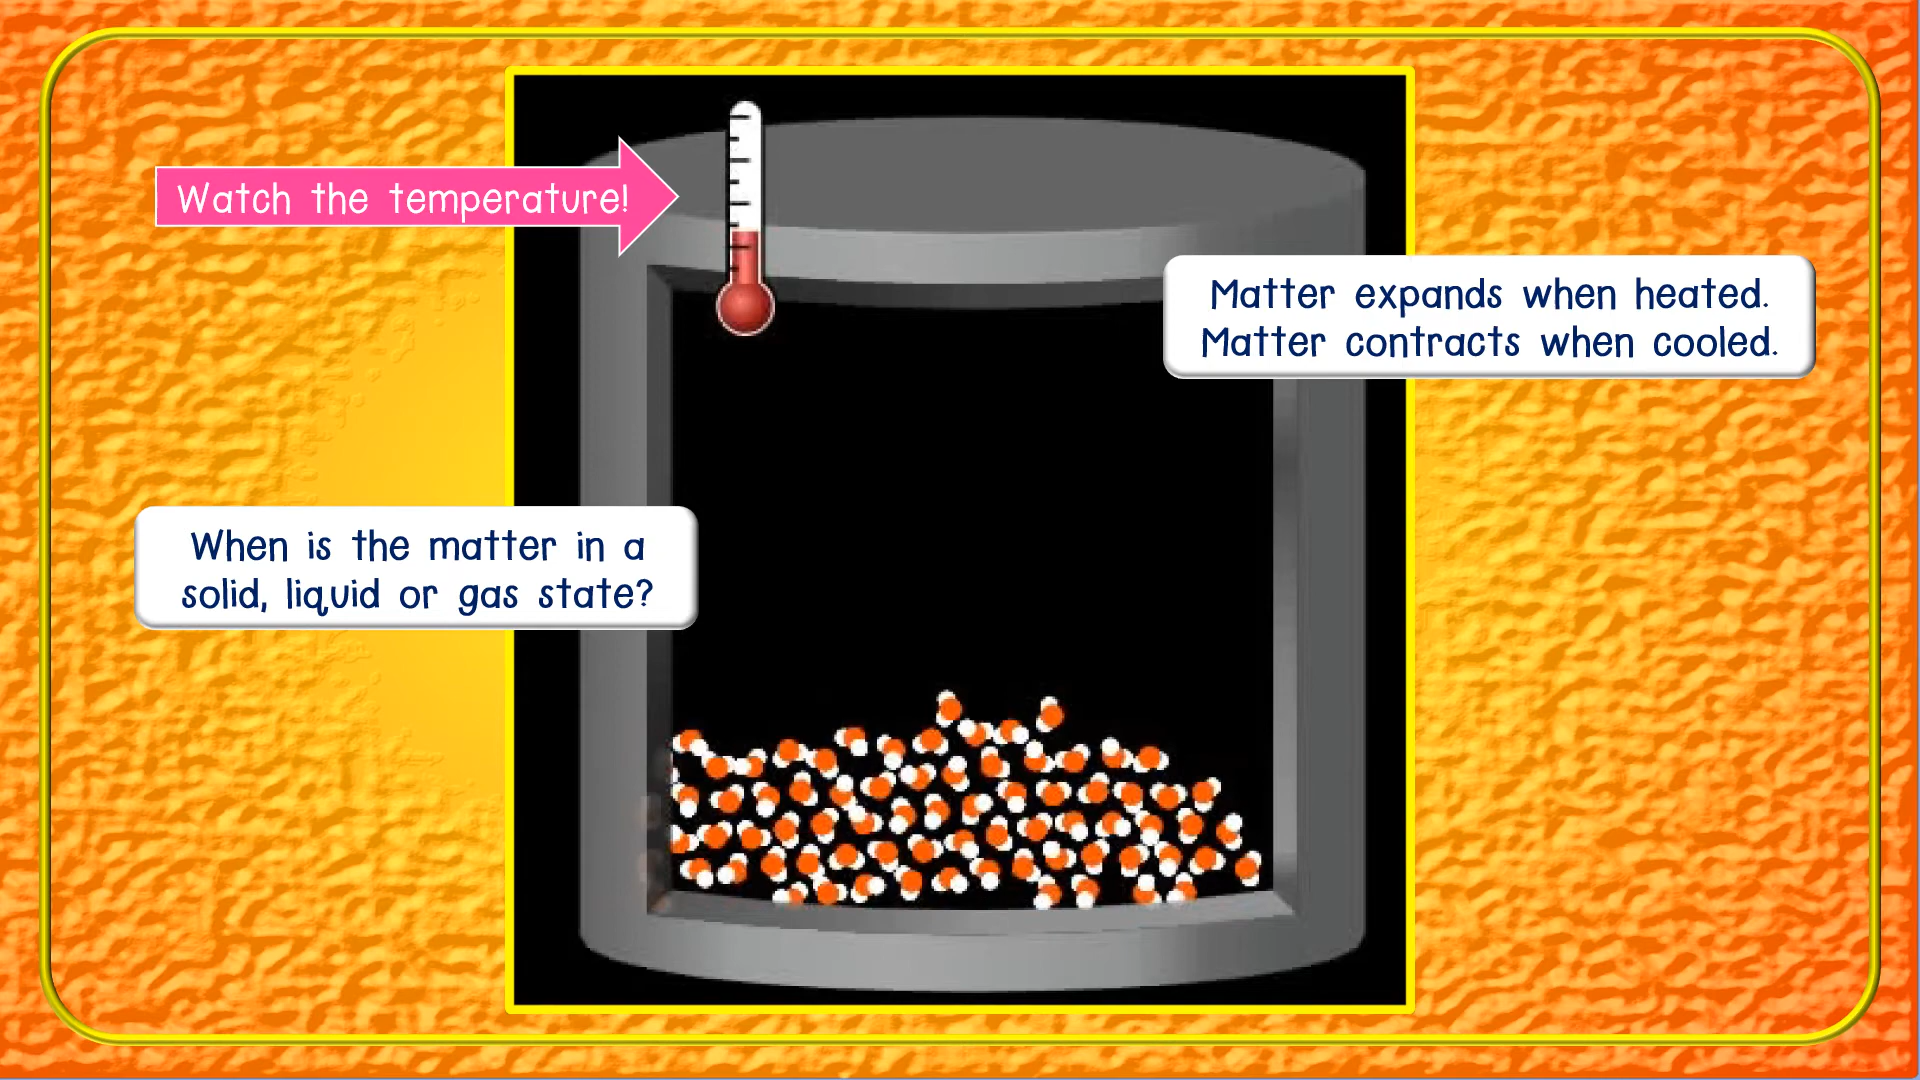 Watch the temperature!
Matter expands when heated.
Matter contracts when cooled.
When is the matter in a
solid, liquid or gas state?